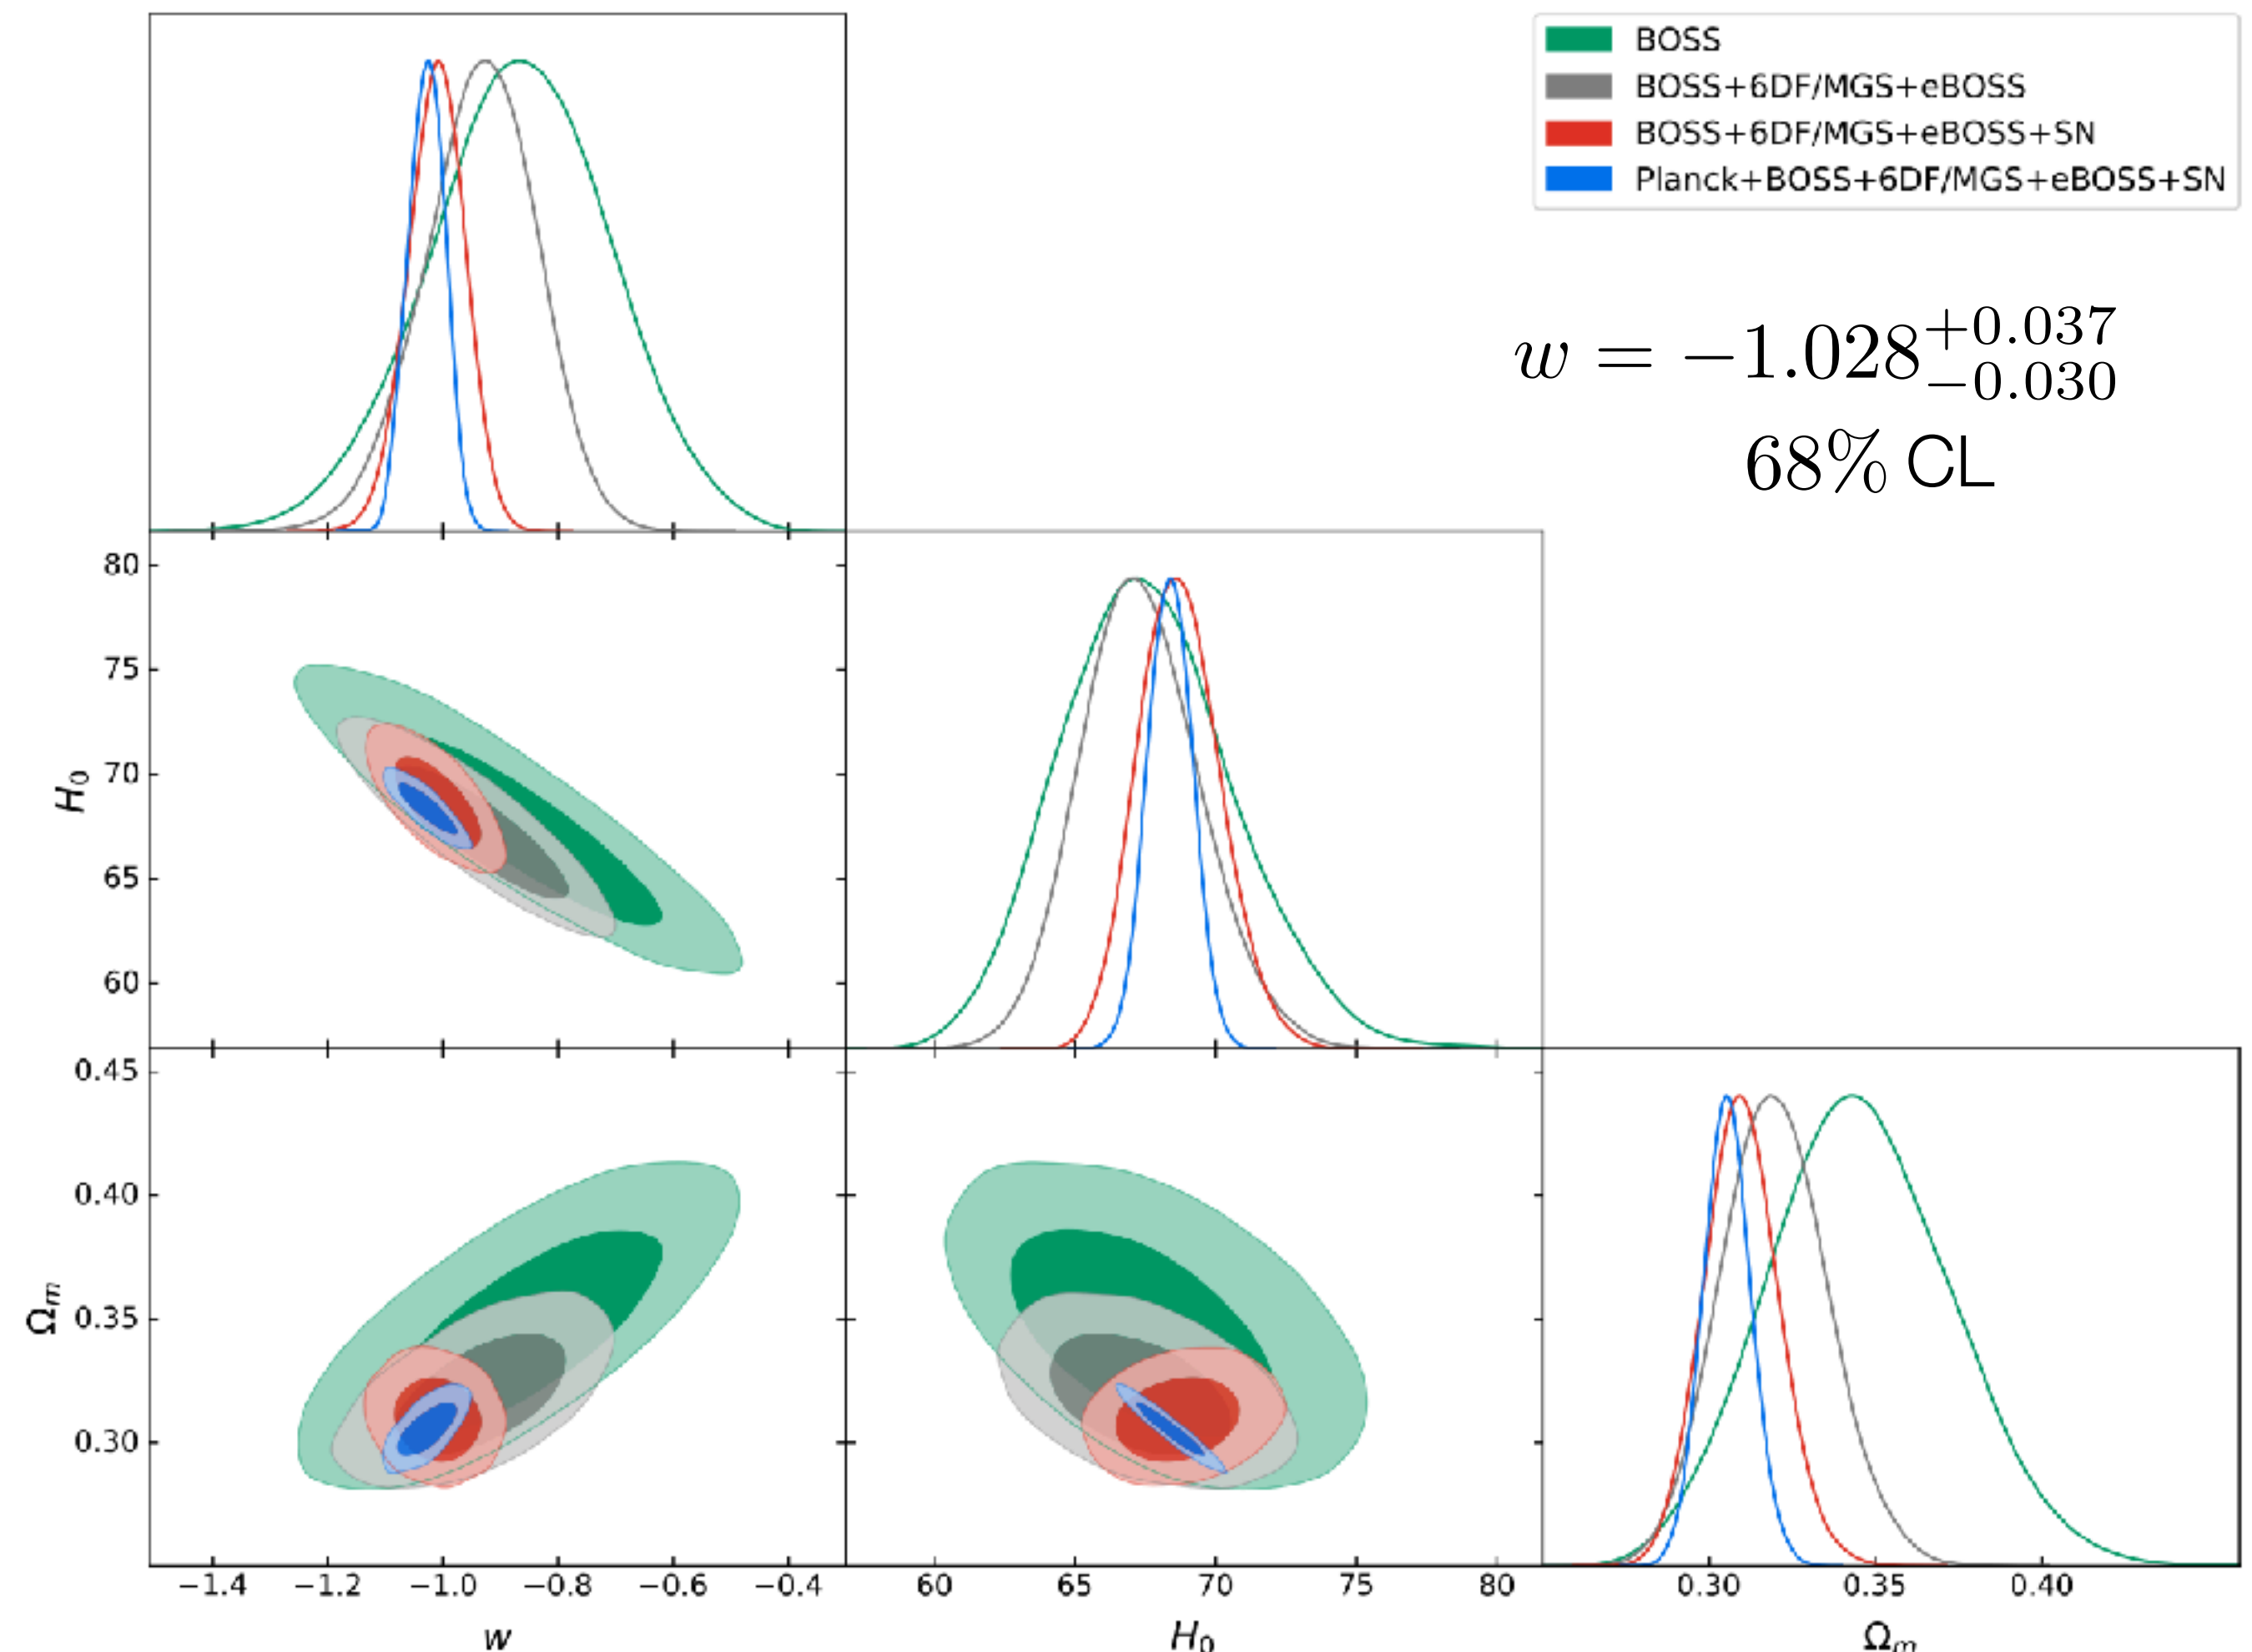 BOSS
BOSS+6DF/MGS+eBOSS
BOSS+6DF/MGS+eBOSS+SN
Planck+BOSS+6DF/MGS+eBOSS+SN
w = −1.028 +0.037 −0.030
68% CL
80
75
70
65
60
H₀
0.45
0.40
0.35
0.30
Ωₘ
−1.4 −1.2 −1.0 −0.8 −0.6 −0.4
w
60 65 70 75 80
H₀
0.30 0.35 0.40
Ωₘ